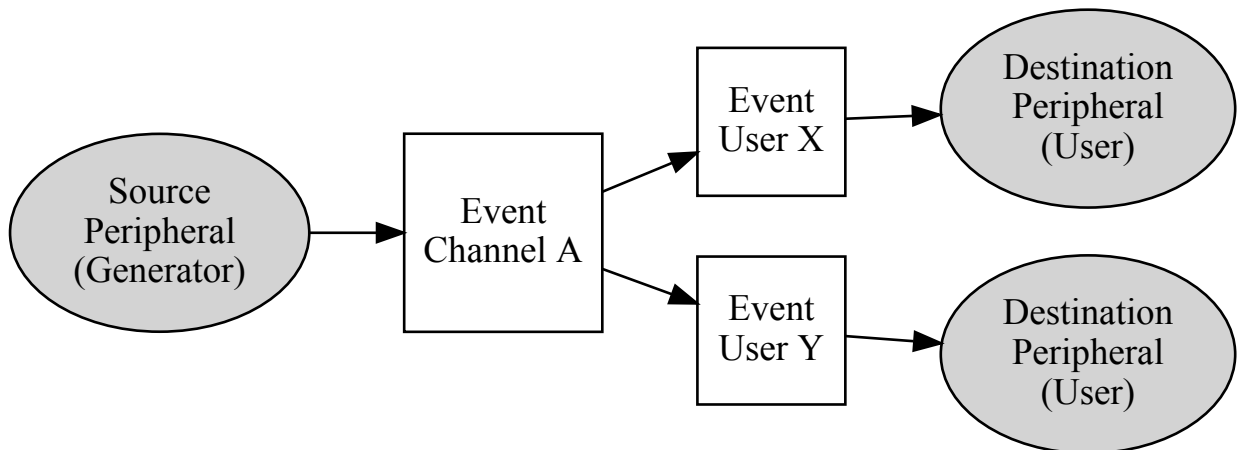 Source
Peripheral
(Generator)
Event
Channel A
Event
User X
Destination
Peripheral
(User)
Event
User Y
Destination
Peripheral
(User)